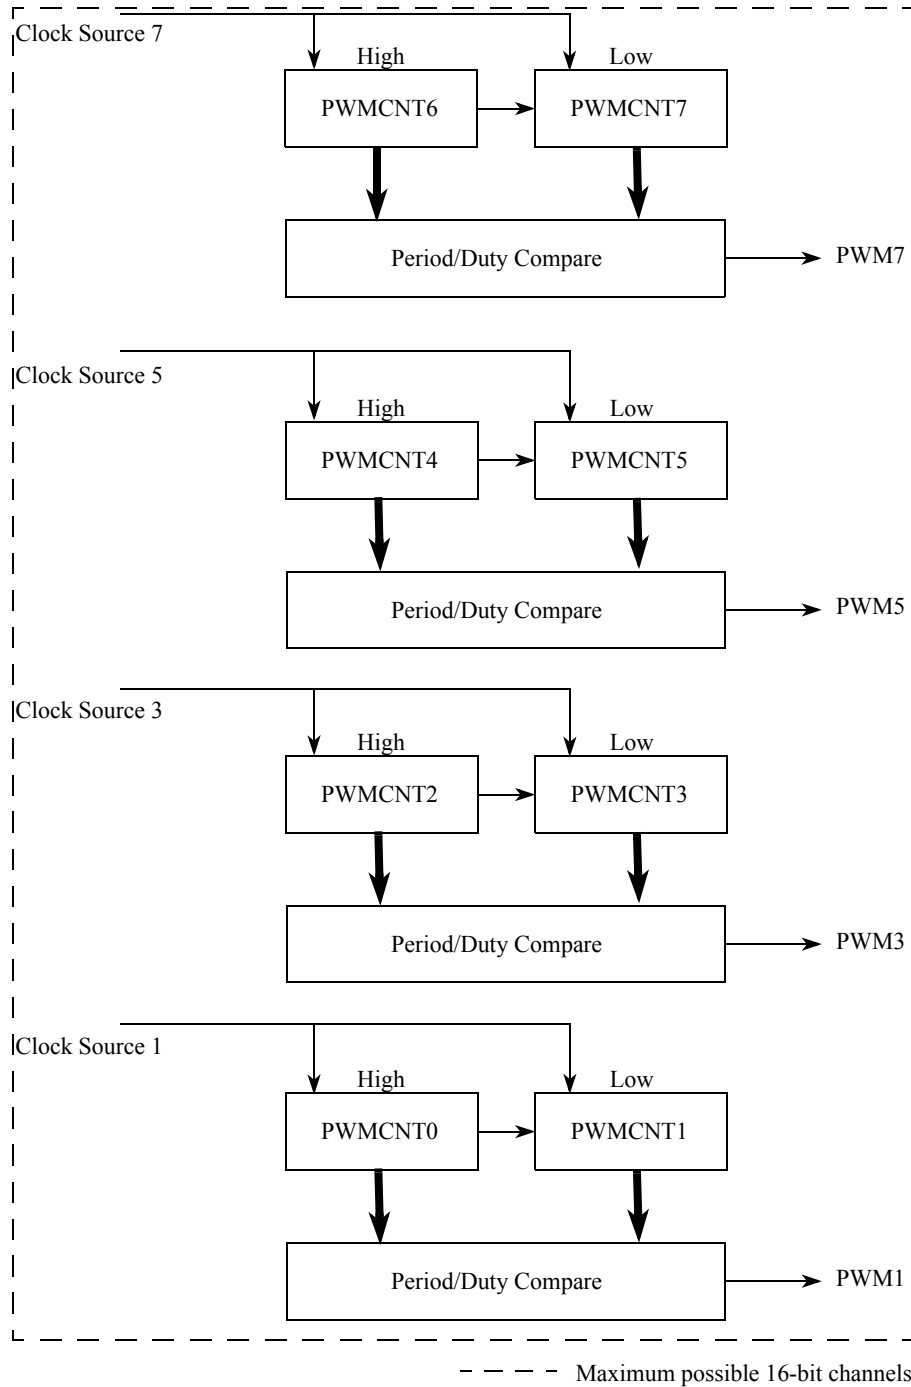 Clock Source 7
High
Low
PWMCNT6
PWMCNT7
Period/Duty Compare
PWM7
Clock Source 5
High
Low
PWMCNT4
PWMCNT5
Period/Duty Compare
PWM5
Clock Source 3
High
Low
PWMCNT2
PWMCNT3
Period/Duty Compare
PWM3
Clock Source 1
High
Low
PWMCNT0
PWMCNT1
Period/Duty Compare
PWM1
Maximum possible 16-bit channels